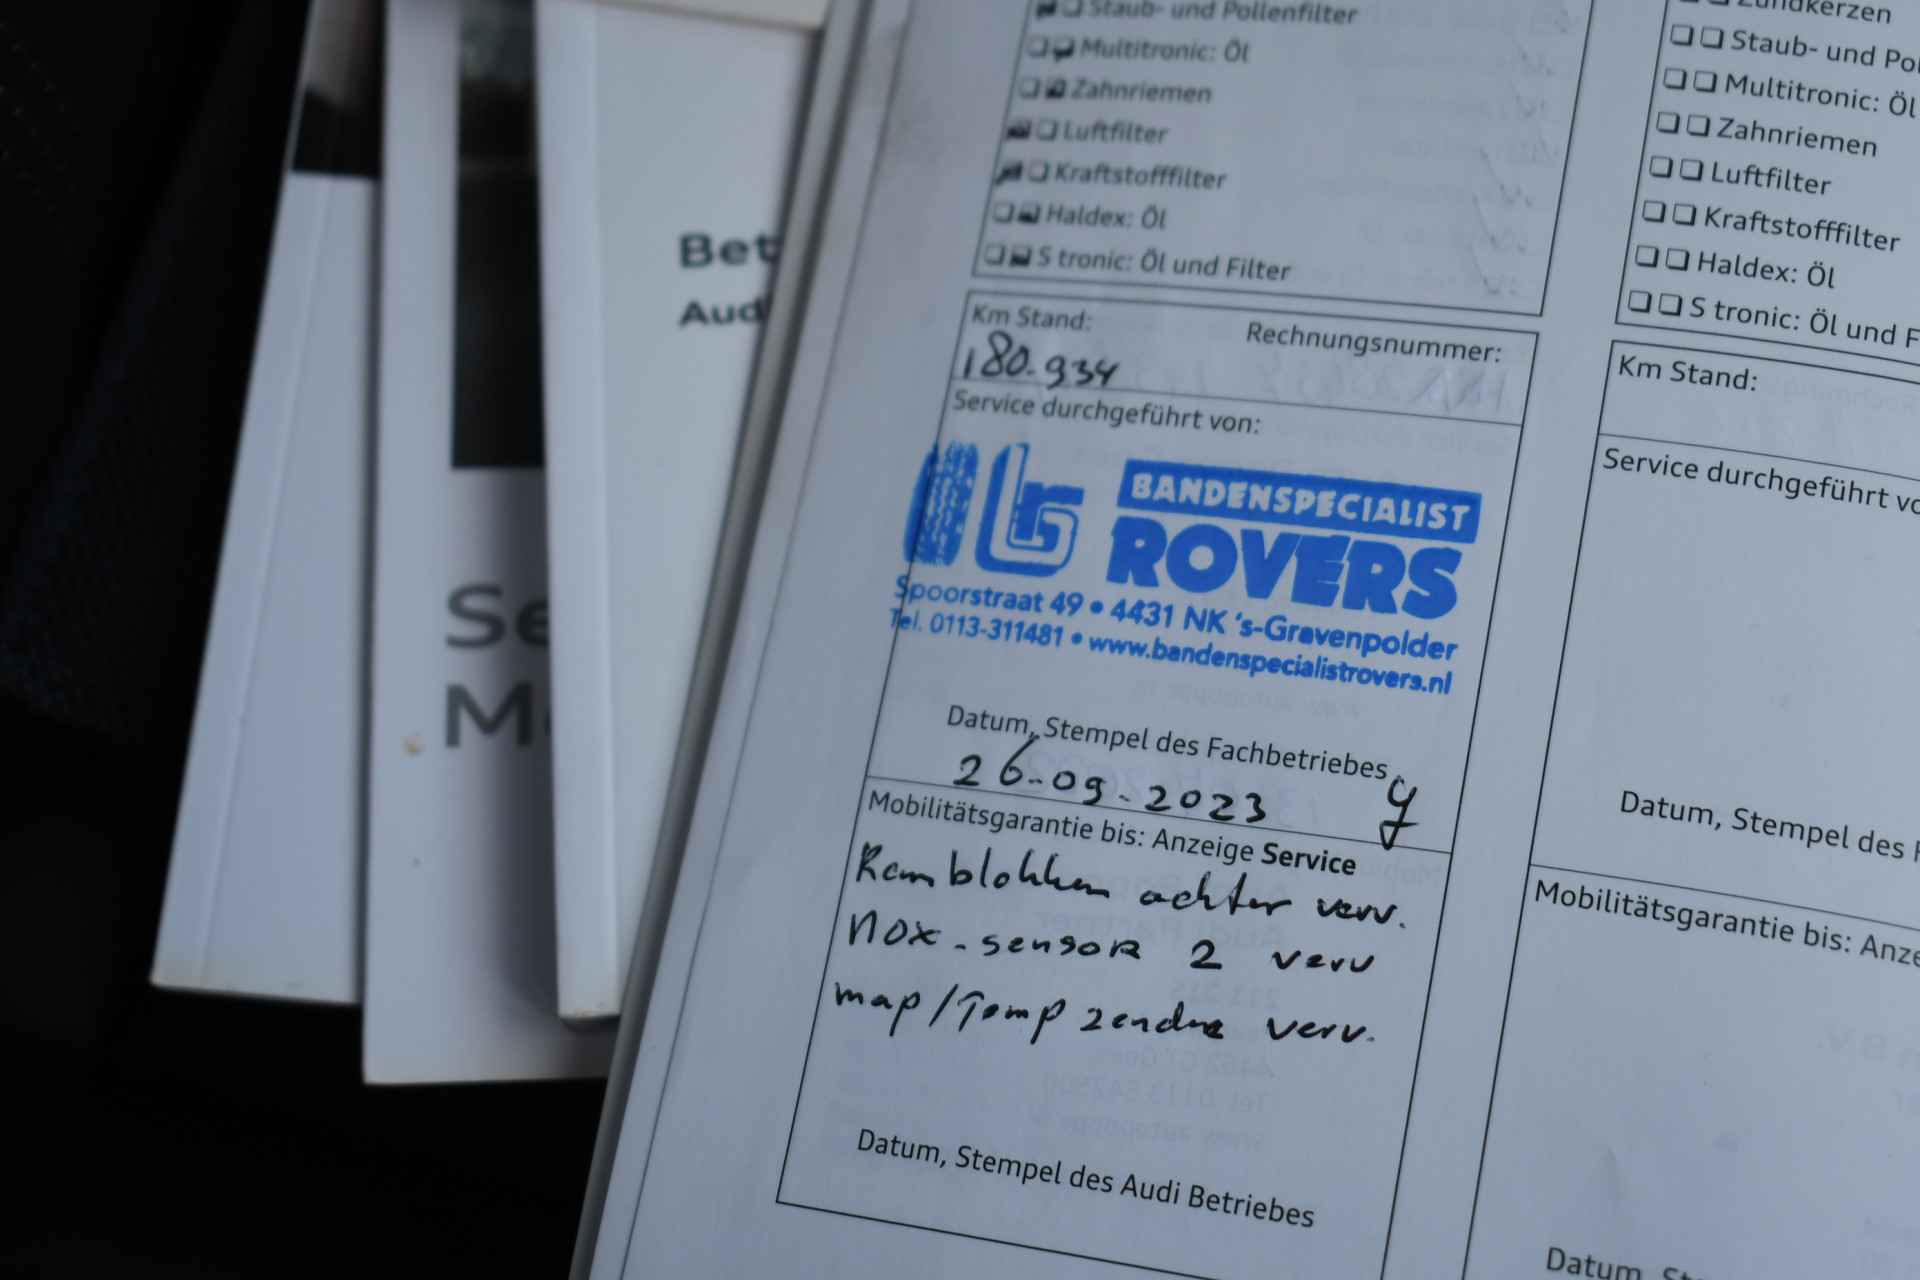 Bet
Aud
Se
M
Staub- und Pollenfilter
Multitronic: Öl
Zahnriemen
Luftfilter
Kraftstofffilter
Haldex: Öl
S tronic: Öl und Filter
Km Stand:
Rechnungsnummer:
180.934
Service durchgeführt von:
BANDENSPECIALIST
ROVERS
Spoorstraat 49 • 4431 NK 's-Gravenpolder
Tel. 0113-311481 • www.bandenspecialistrovers.nl
Datum, Stempel des Fachbetriebes
26-09-2023
Mobilitätsgarantie bis: Anzeige Service
Remblokken achter verv.
NOX-sensor 2 verv
map/Temp zender verv.
Datum, Stempel des Audi Betriebes
Zündkerzen
Staub- und Pol
Multitronic: Öl
Zahnriemen
Luftfilter
Kraftstofffilter
Haldex: Öl
S tronic: Öl und F
Km Stand:
Service durchgeführt vo
Datum, Stempel des F
Mobilitätsgarantie bis: Anze
Datum, Ste